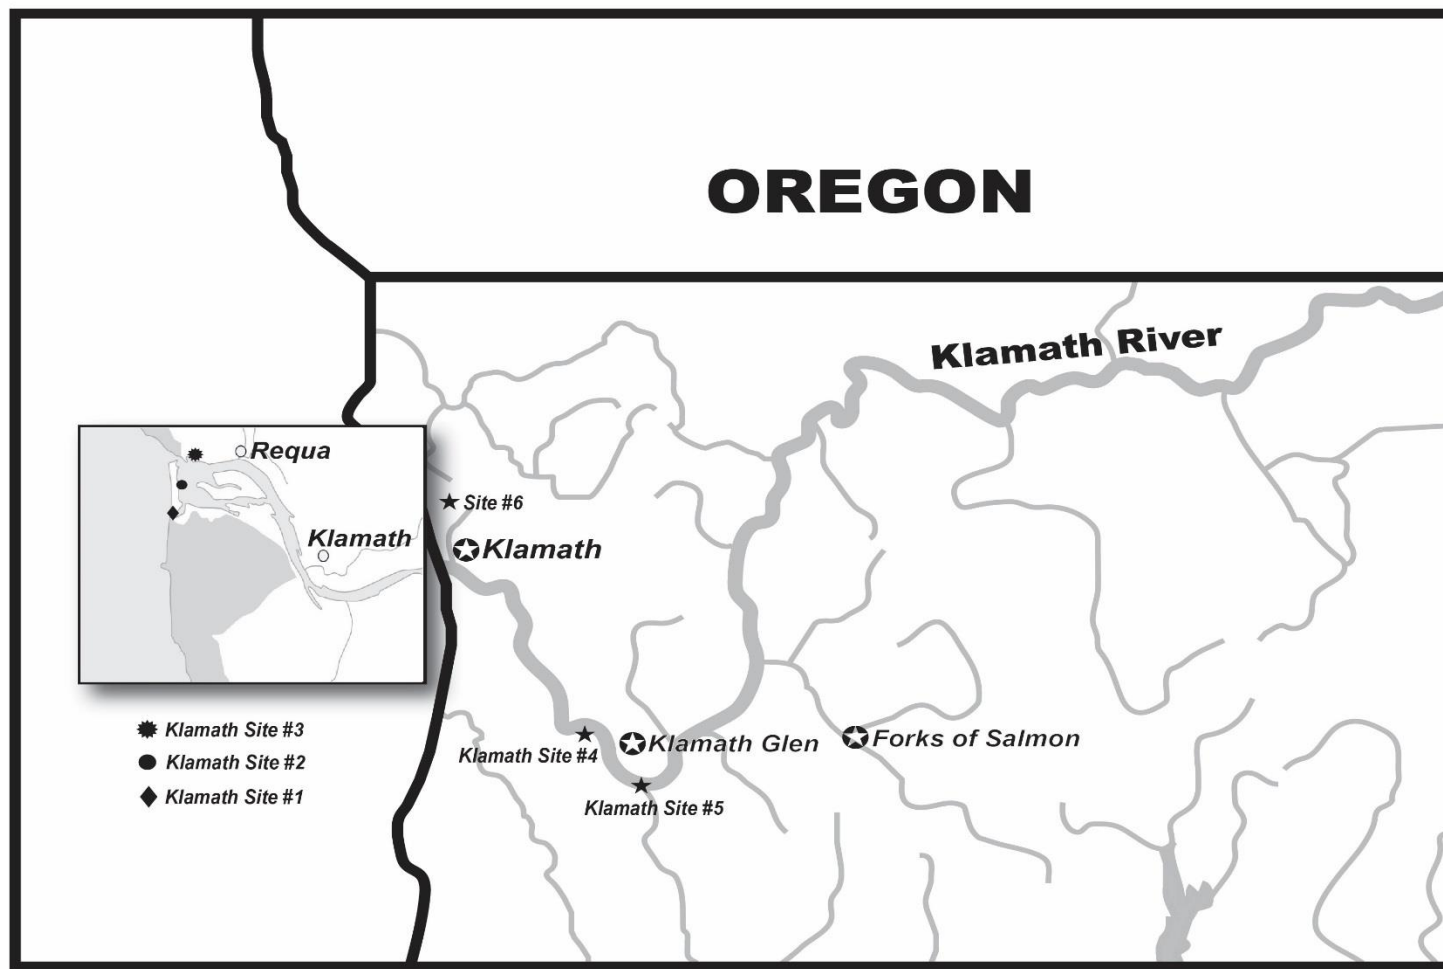 OREGON
Klamath River
Requa
Klamath
Site #6
Klamath
Klamath Site #3
Klamath Site #2
Klamath Site #1
Klamath Site #4
Klamath Glen
Forks of Salmon
Klamath Site #5